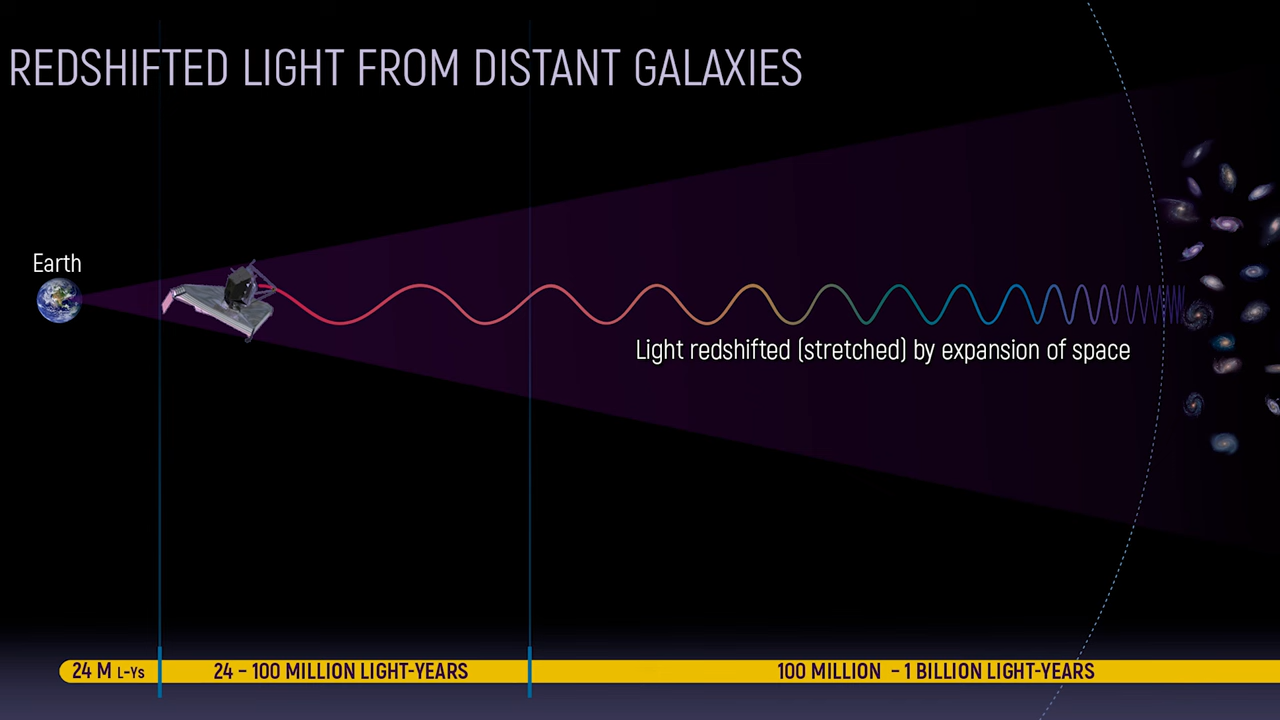 REDSHIFTED LIGHT FROM DISTANT GALAXIES
Earth
Light redshifted (stretched) by expansion of space
24 M L-Ys
24 – 100 MILLION LIGHT-YEARS
100 MILLION – 1 BILLION LIGHT-YEARS